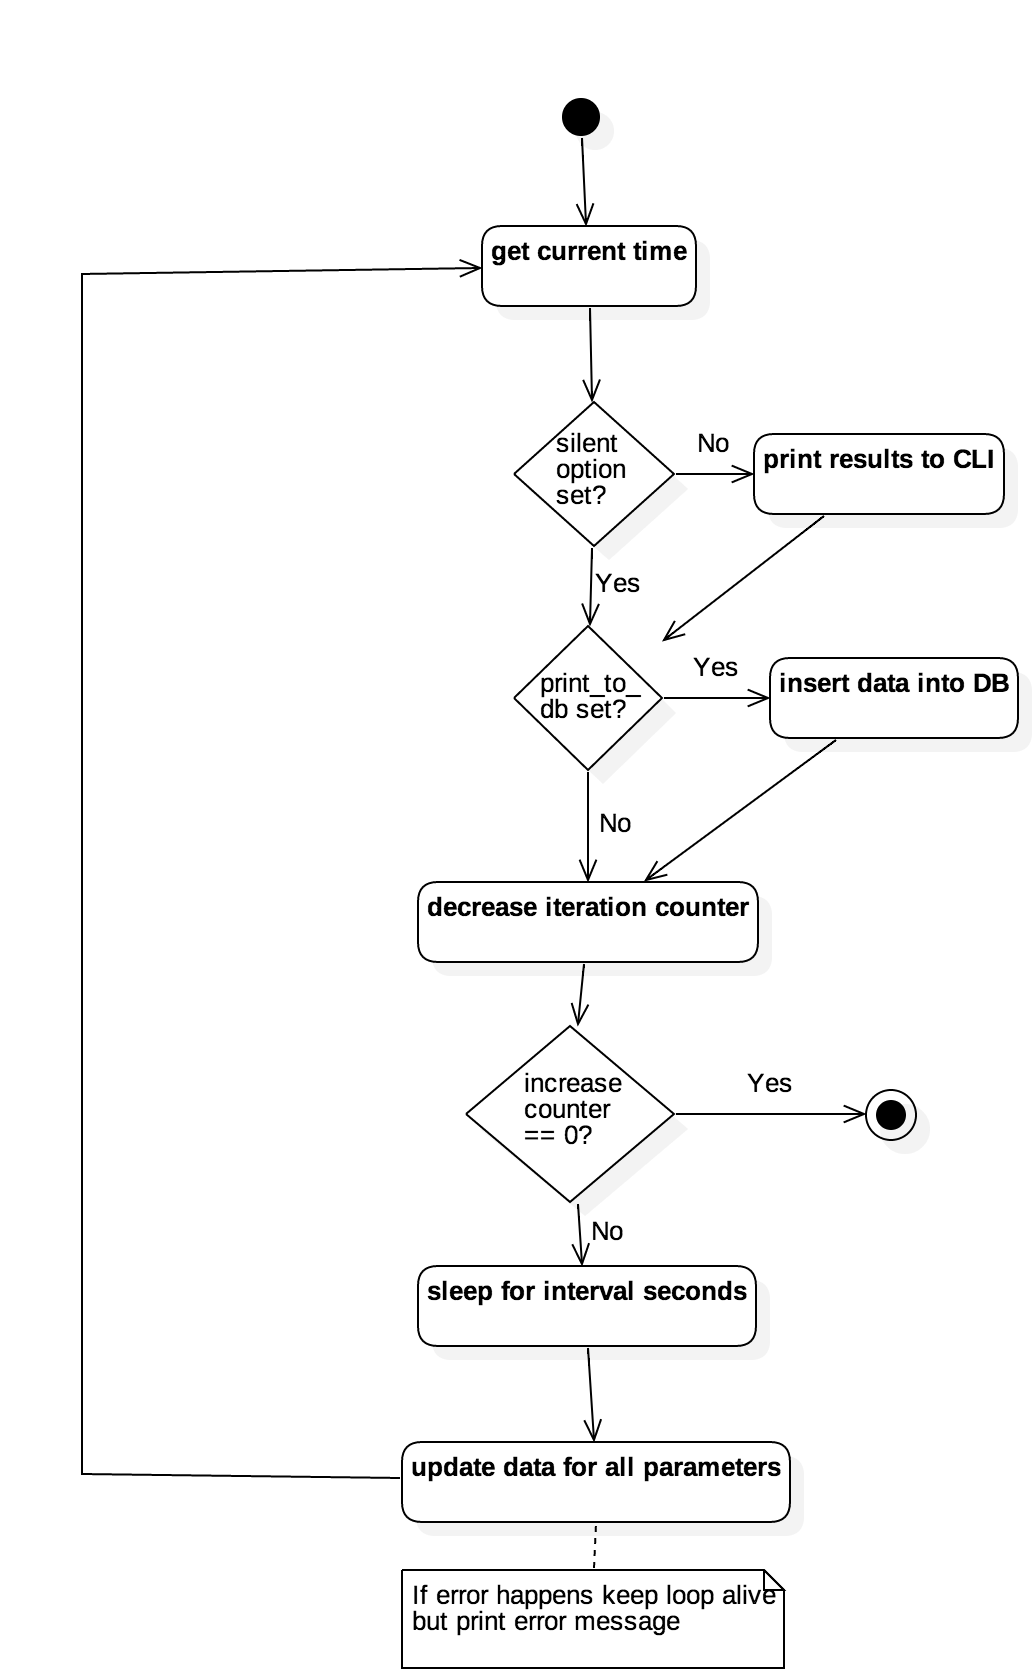 get current time
silent
option
set?
No
print results to CLI
Yes
print_to_
db set?
Yes
insert data into DB
No
decrease iteration counter
increase
counter
== 0?
Yes
No
sleep for interval seconds
update data for all parameters
If error happens keep loop alive
but print error message